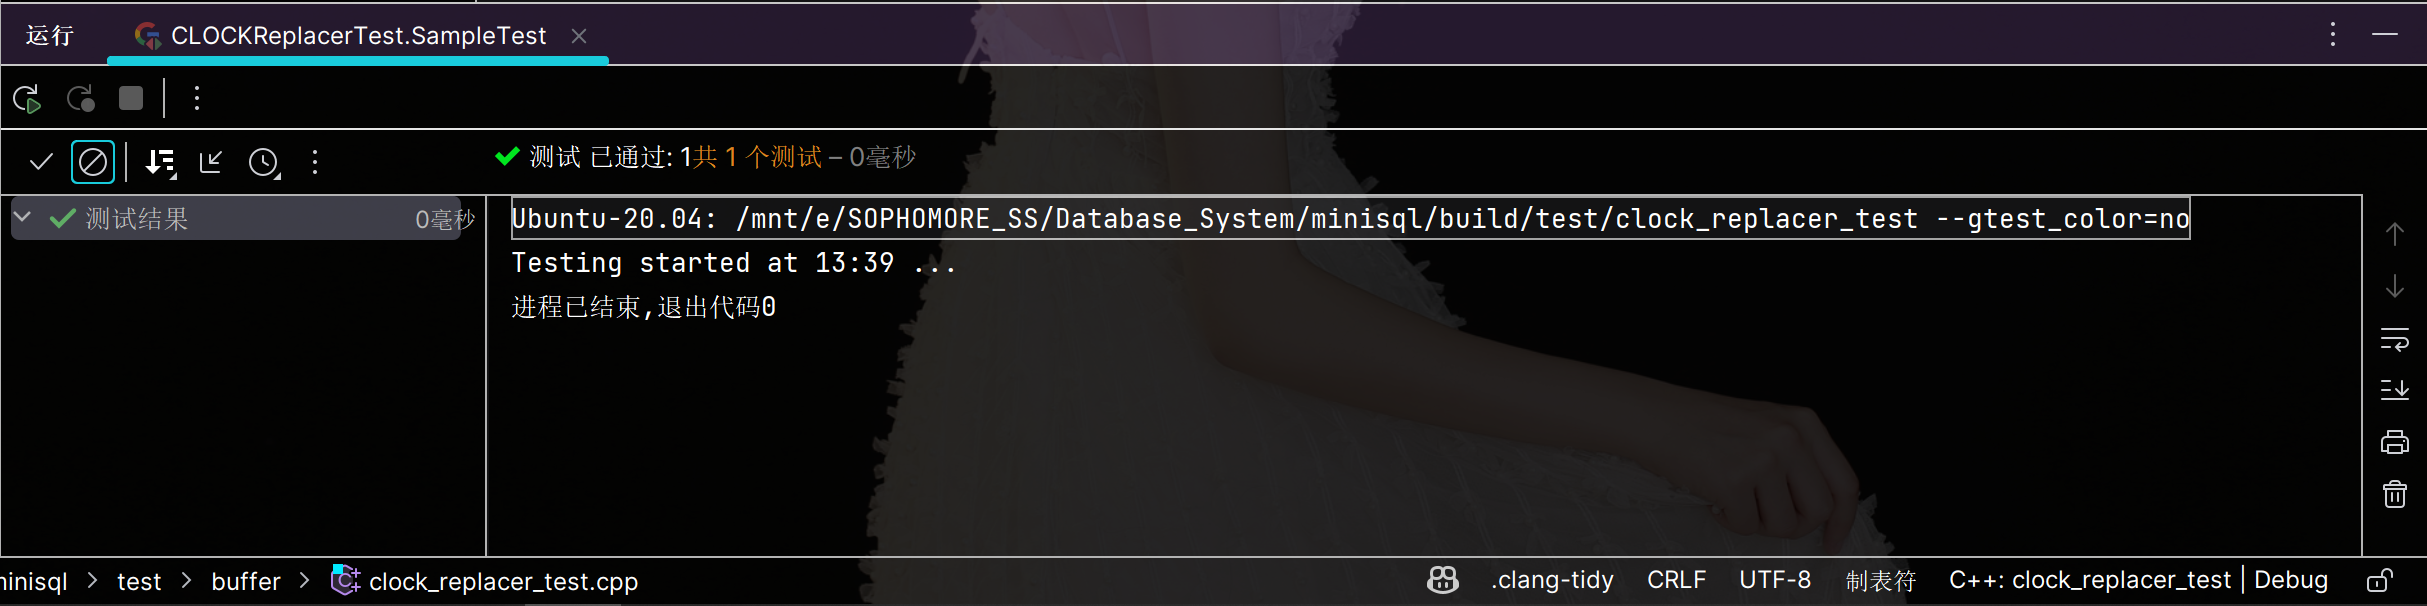 运行 CLOCKReplacerTest.SampleTest
测试 已通过: 1共 1 个测试 – 0毫秒
测试结果 0毫秒
Ubuntu-20.04: /mnt/e/SOPHOMORE_SS/Database_System/minisql/build/test/clock_replacer_test --gtest_color=no
Testing started at 13:39 ...
进程已结束,退出代码0
inisql > test > buffer > clock_replacer_test.cpp .clang-tidy CRLF UTF-8 制表符 C++: clock_replacer_test | Debug